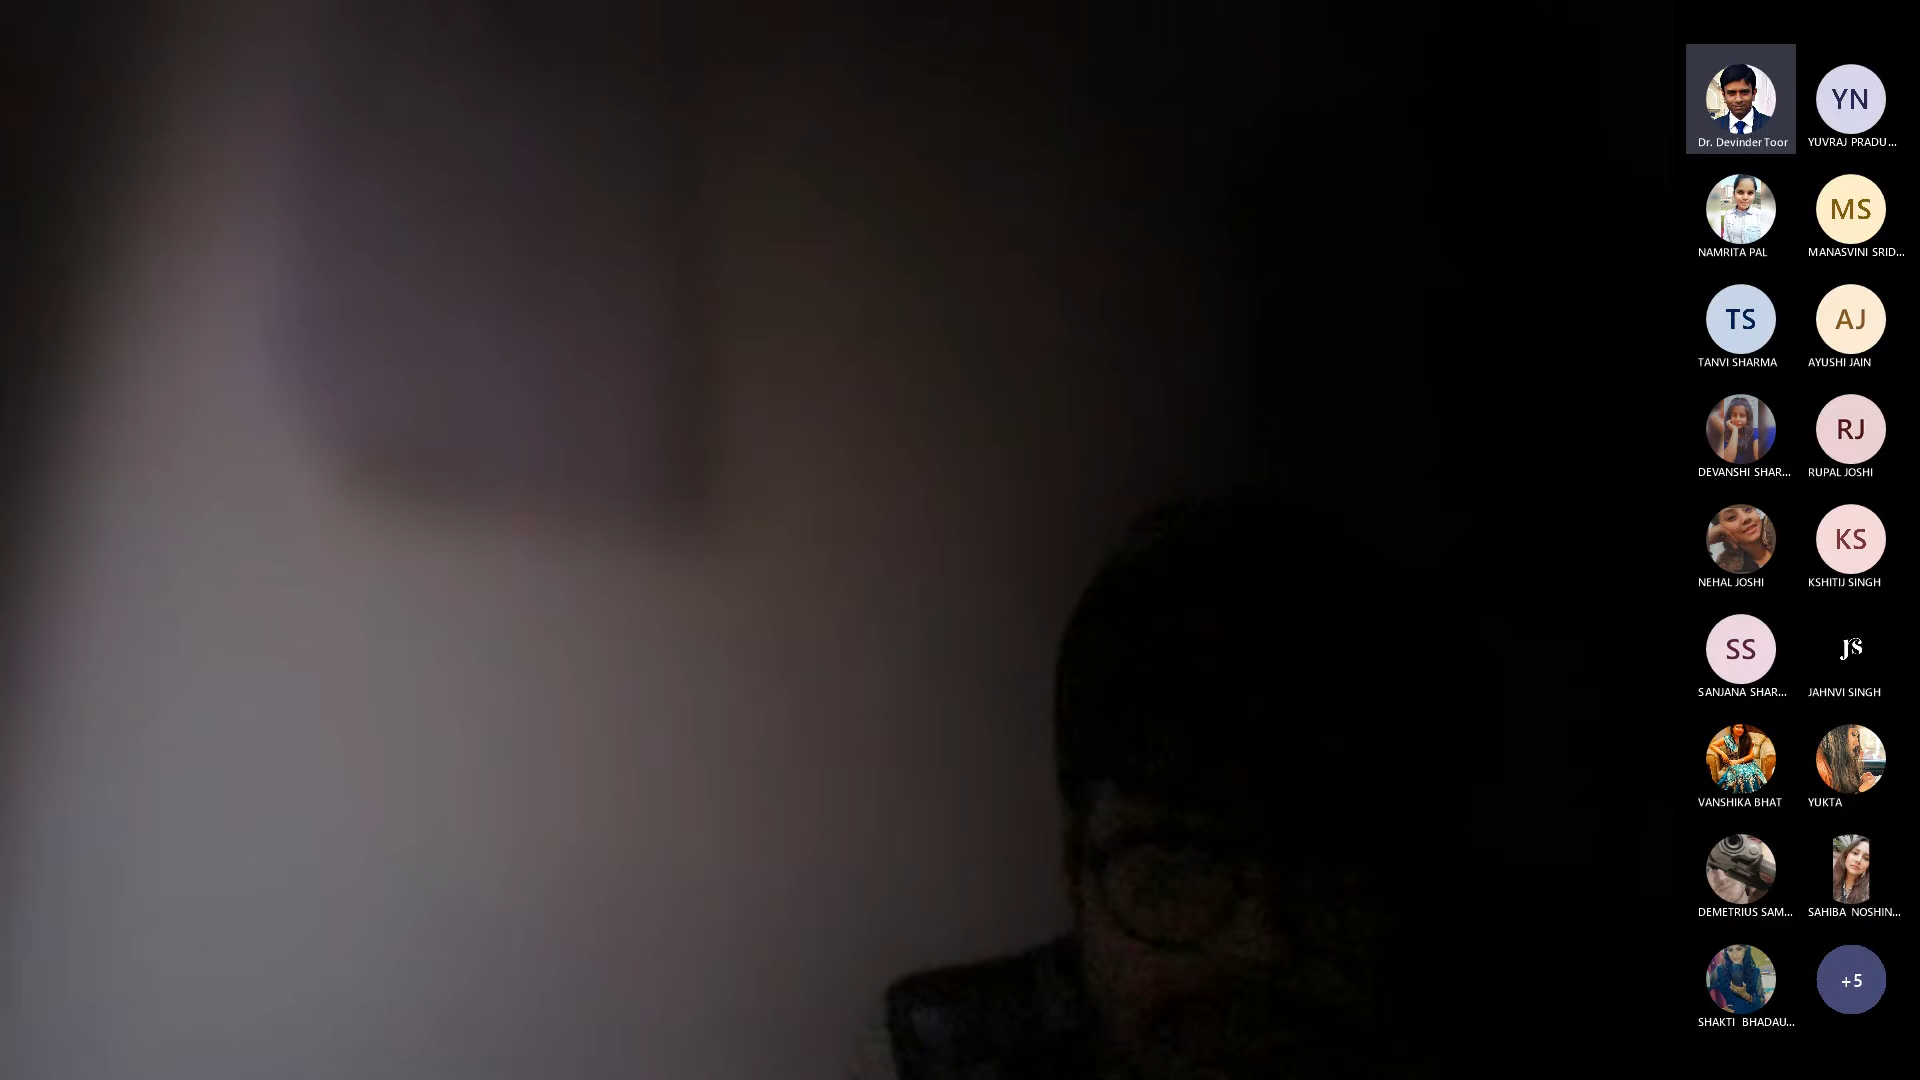 Dr. Devinder Toor
YN
YUVRAJ PRADU...
NAMRITA PAL
MS
MANASVINI SRID...
TS
TANVI SHARMA
AJ
AYUSHI JAIN
DEVANSHI SHAR...
RJ
RUPAL JOSHI
NEHAL JOSHI
KS
KSHITIJ SINGH
SS
SANJANA SHAR...
JS
JAHNVI SINGH
VANSHIKA BHAT
YUKTA
DEMETRIUS SAM...
SAHIBA NOSHIN...
SHAKTI BHADAU...
+5